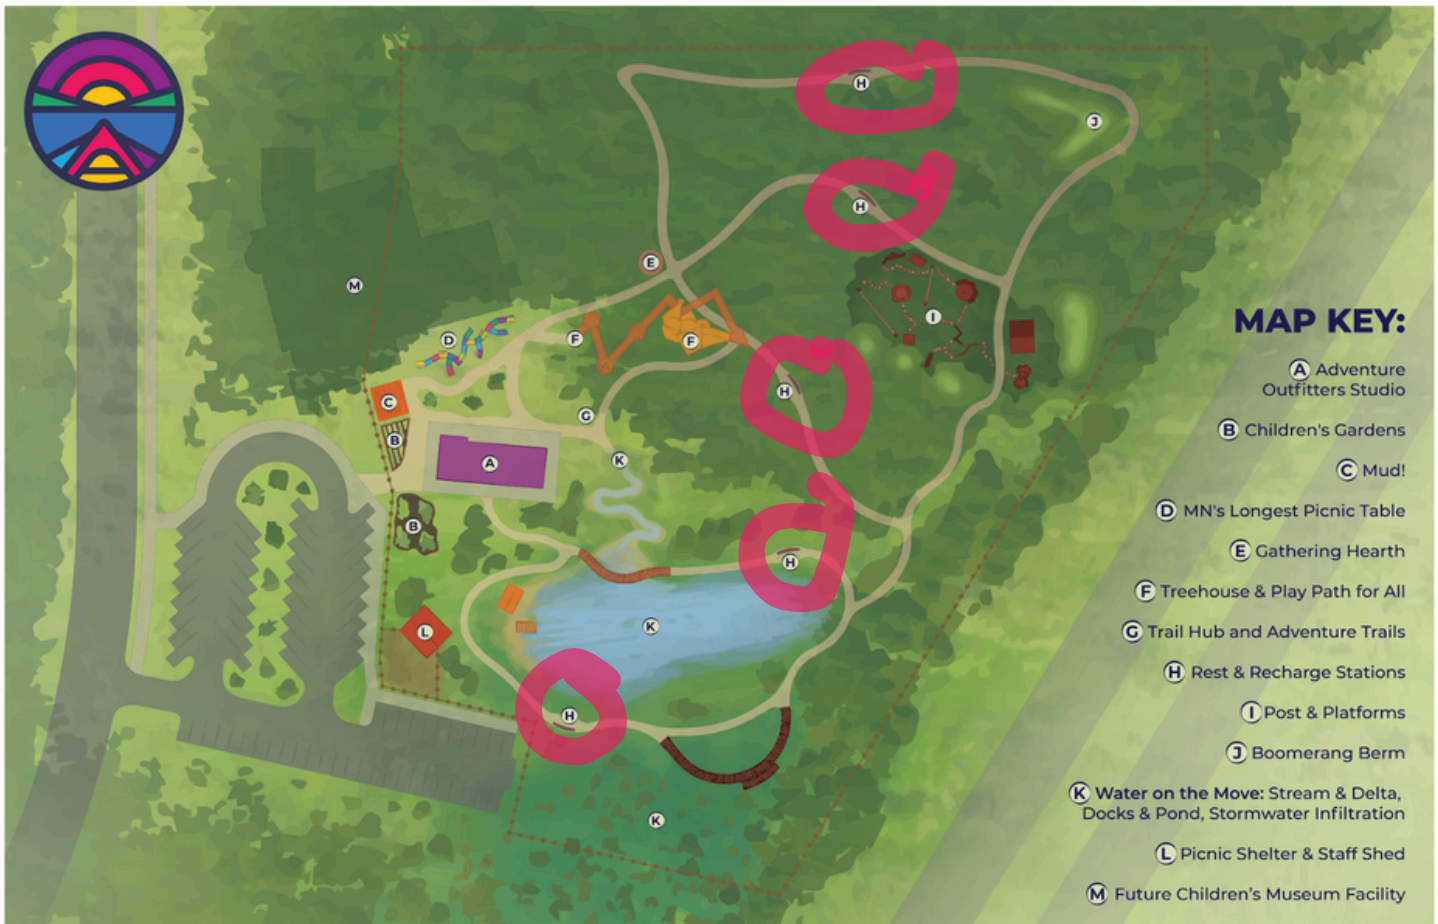 H
J
H
E
M
I
D
F
F
H
C
G
B
A
K
B
H
L
K
H
K
MAP KEY:
A Adventure
Outfitters Studio
B Children's Gardens
C Mud!
D MN's Longest Picnic Table
E Gathering Hearth
F Treehouse & Play Path for All
G Trail Hub and Adventure Trails
H Rest & Recharge Stations
I Post & Platforms
J Boomerang Berm
K Water on the Move: Stream & Delta,
Docks & Pond, Stormwater Infiltration
L Picnic Shelter & Staff Shed
M Future Children's Museum Facility